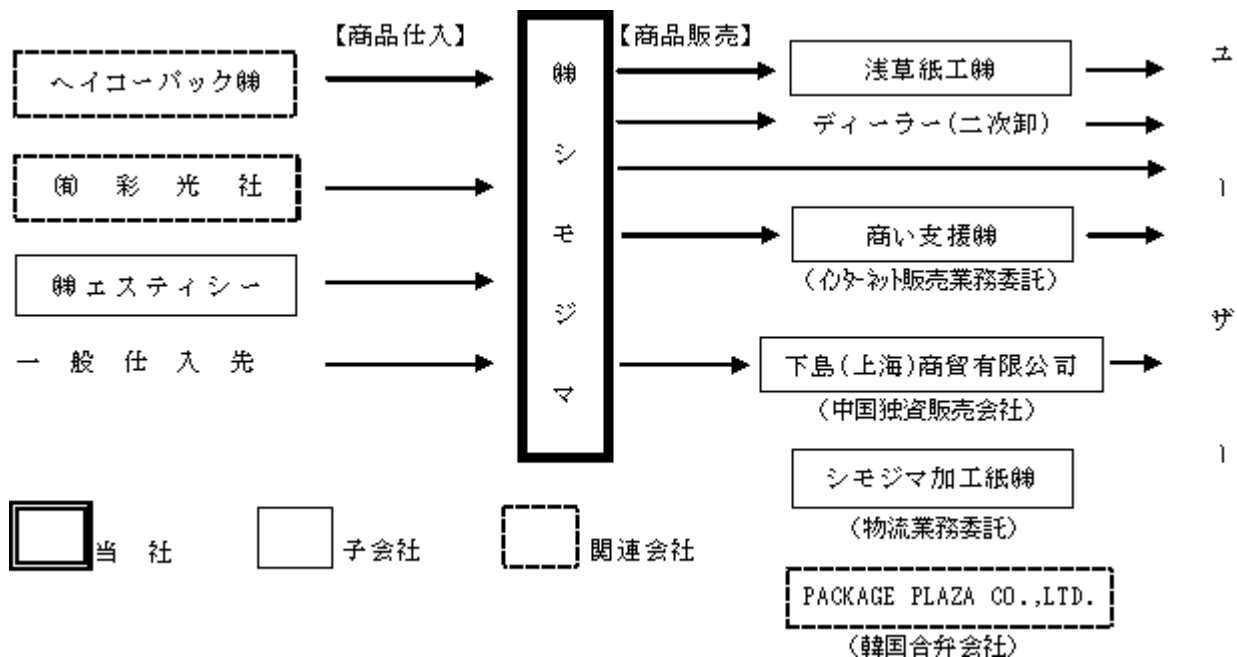 【商品仕入】
【商品販売】
ヘイコーパック㈱
㈲彩光社
㈱エスティシー
一般仕入先
㈱シモジマ
浅草紙工㈱
ディーラー(二次卸)
商い支援㈱
(インターネット販売業務委託)
下島(上海)商貿有限公司
(中国独資販売会社)
シモジマ加工紙㈱
(物流業務委託)
PACKAGE PLAZA CO.,LTD.
(韓国合弁会社)
ユーザー
当社
子会社
関連会社